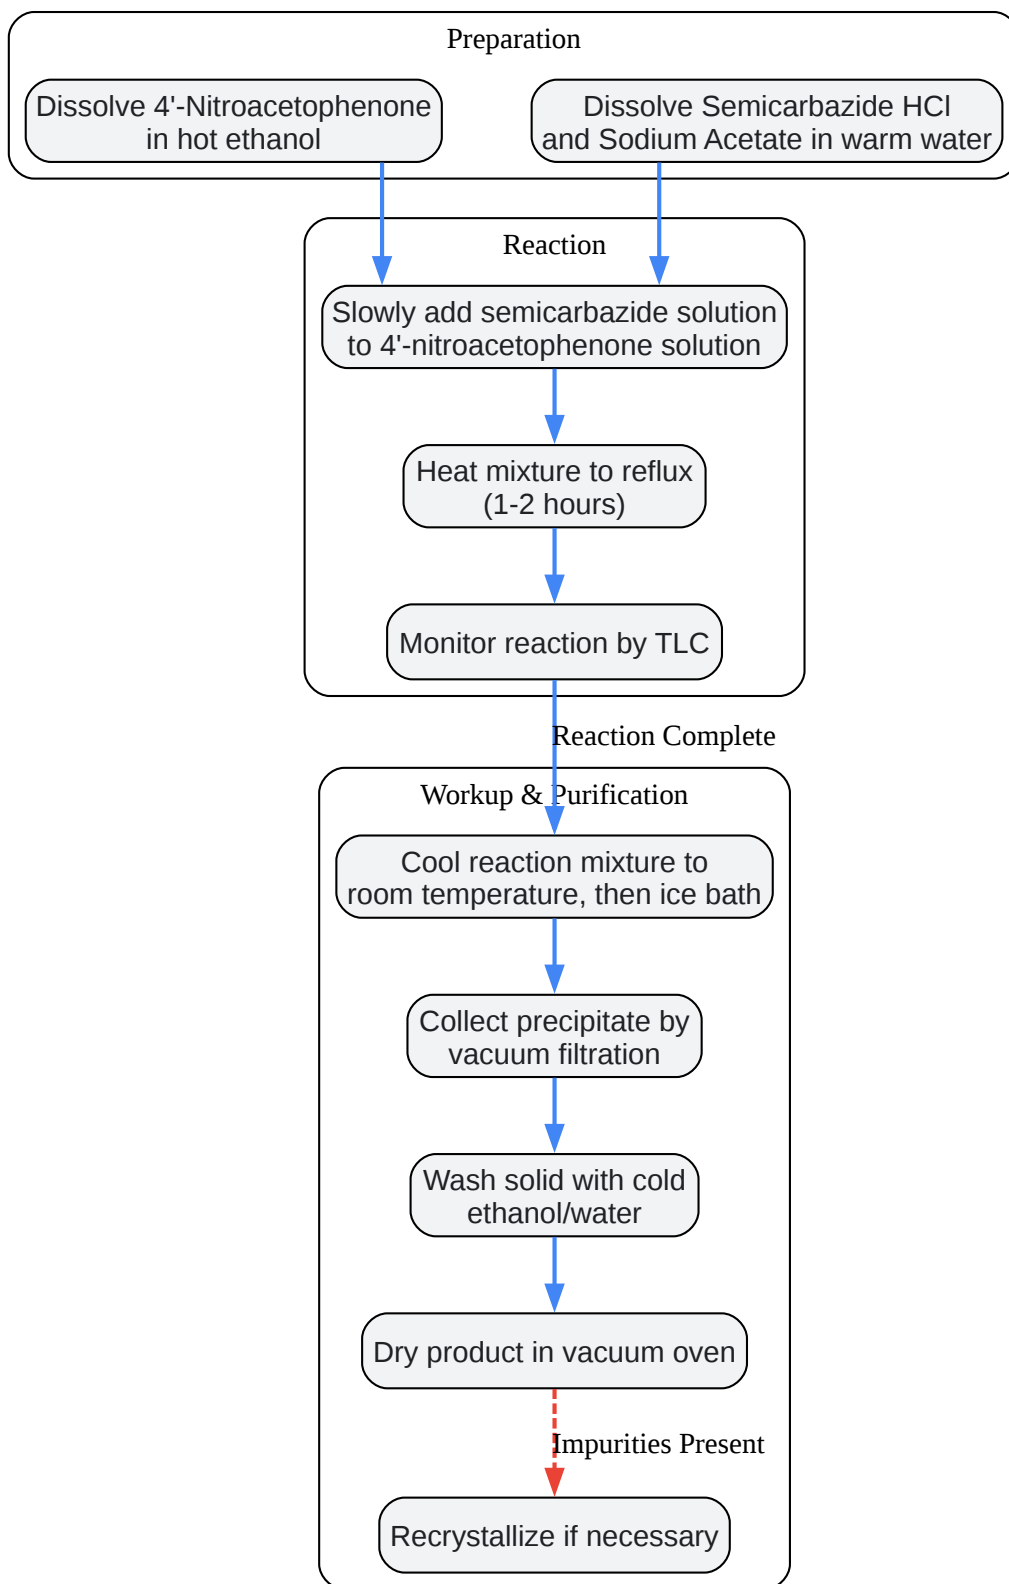 Preparation
Dissolve 4'-Nitroacetophenone
in hot ethanol
Dissolve Semicarbazide HCl
and Sodium Acetate in warm water
Reaction
Slowly add semicarbazide solution
to 4'-nitroacetophenone solution
Heat mixture to reflux
(1-2 hours)
Monitor reaction by TLC
Reaction Complete
Workup & Purification
Cool reaction mixture to
room temperature, then ice bath
Collect precipitate by
vacuum filtration
Wash solid with cold
ethanol/water
Dry product in vacuum oven
Impurities Present
Recrystallize if necessary